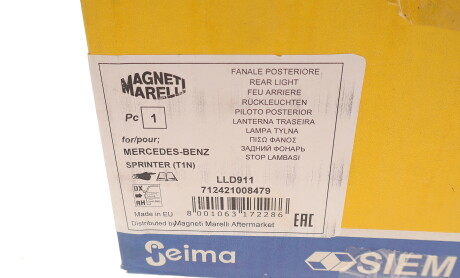 MAGNETI
MARELLI
Pc 1
for/pour;
MERCEDES-BENZ
SPRINTER (T1N)
FANALE POSTERIORE
REAR LIGHT
FEU ARRIERE
RÜCKLEUCHTEN
PILOTO POSTERIOR
LANTERNA TRASEIRA
LAMPA TYLNA
ΠΙΣΩ ΦΑΝΟΣ
ЗАДНИЙ ФОНАРЬ
STOP LAMBASI
LLD911
712421008479
DX
RH
8 001063 172286
EAC
Made in EU
Distributed by Magneti Marelli Aftermarket
Seima
SIEM